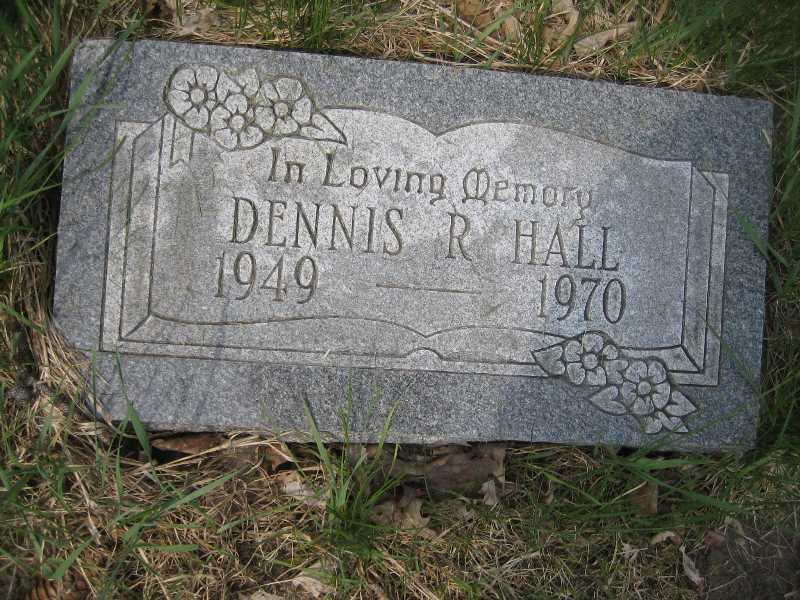 In Loving Memory
DENNIS R HALL
1949 — 1970